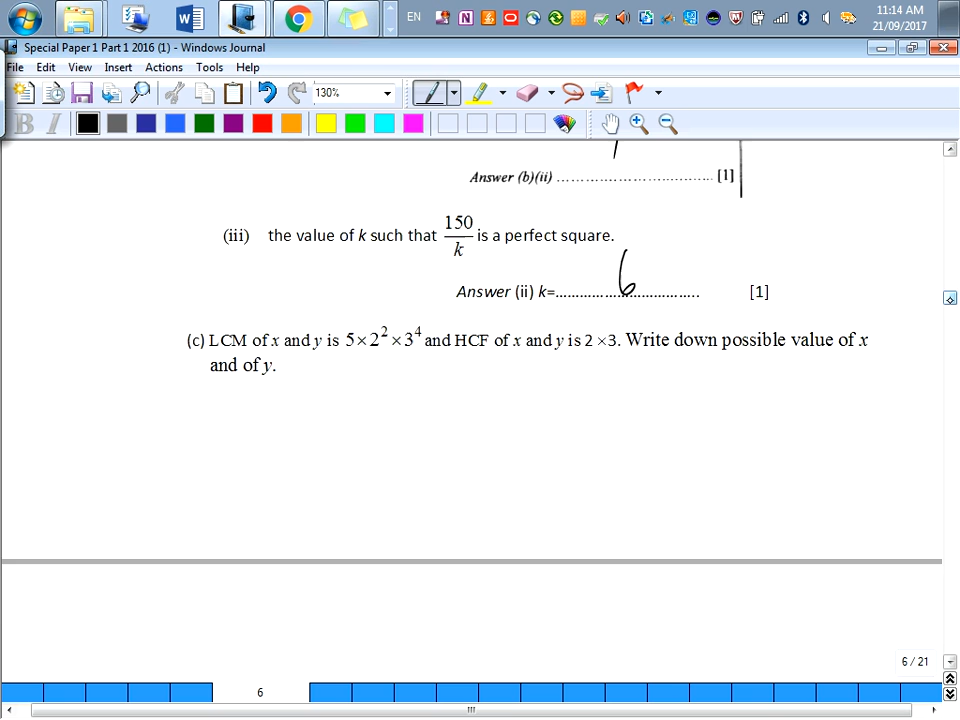 EN
11:14 AM
21/09/2017
Special Paper 1 Part 1 2016 (1) - Windows Journal
File Edit View Insert Actions Tools Help
130%
B I
Answer (b)(ii) ........................................ [1]
(iii) the value of k such that 150/k is a perfect square.
6
Answer (ii) k=.................................. [1]
(c) LCM of x and y is 5 × 2² × 3⁴ and HCF of x and y is 2 ×3. Write down possible value of x
and of y.
6 / 21
6